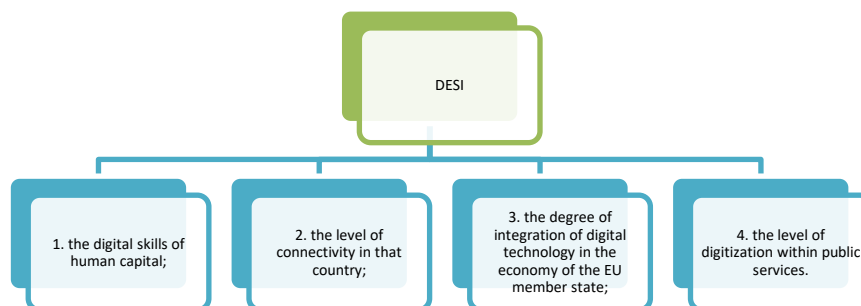 DESI
1. the digital skills of
human capital;
2. the level of
connectivity in that
country;
3. the degree of
integration of digital
technology in the
economy of the EU
member state;
4. the level of
digitization within public
services.